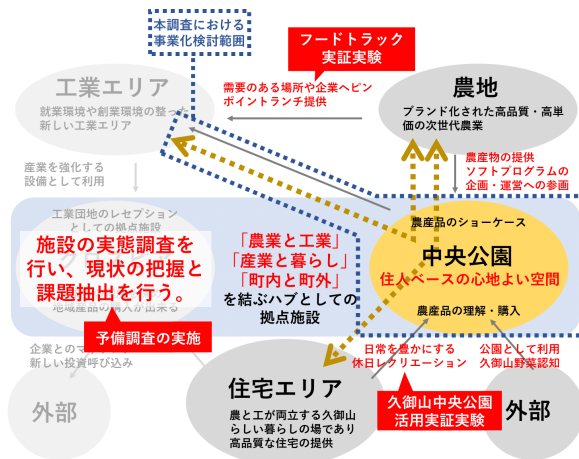 本調査における
事業化検討範囲
フードトラック
実証実験
工業エリア
就業環境や創業環境の整った
新しい工業エリア
需要のある場所や企業へピン
ポイントランチ提供
農地
ブランド化された高品質・高単
価の次世代農業
産業を強化する
設備として利用
農産物の提供
ソフトプログラムの
企画・運営への参画
工業団地のレセプション
としての拠点施設
施設の実態調査を
行い、現状の把握と
課題抽出を行う。
「農業と工業」
「産業と暮らし」
「町内と町外」
を結ぶハブとしての
拠点施設
農産品のショーケース
中央公園
住人ベースの心地よい空間
農産品の理解・購入
予備調査の実施
企業とのマ
新しい投資呼び込み
外部
住宅エリア
農と工が両立する久御山
らしい暮らしの場であり
高品質な住宅の提供
日常を豊かにする
休日レクリエーション
公園として利用
久御山野菜認知
久御山中央公園
活用実証実験
外部